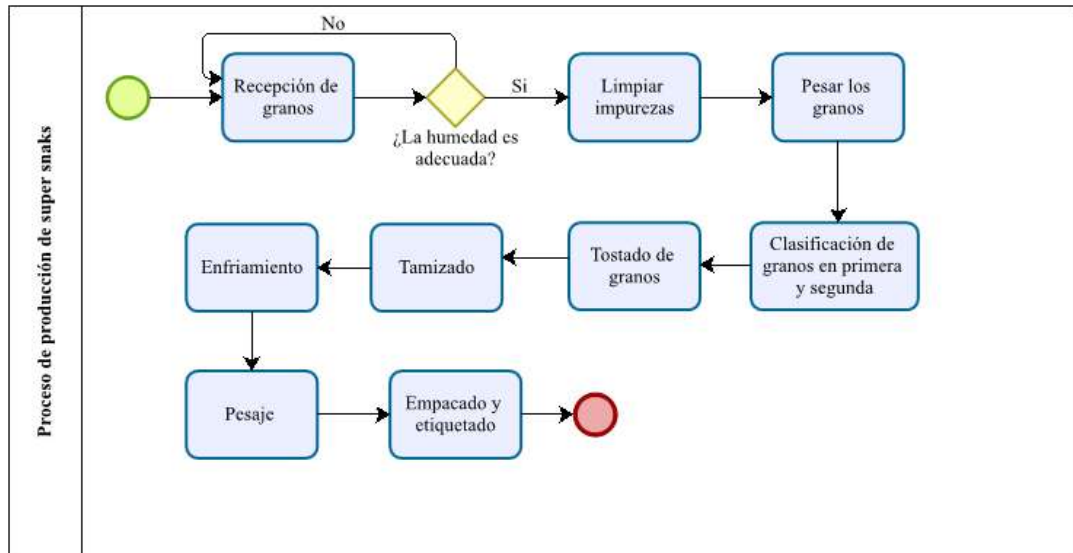 Proceso de producción de super snaks
No
Recepción de
granos
¿La humedad es
adecuada?
Si
Limpiar
impurezas
Pesar los
granos
Clasificación de
granos en primera
y segunda
Tostado de
granos
Tamizado
Enfriamiento
Pesaje
Empacado y
etiquetado